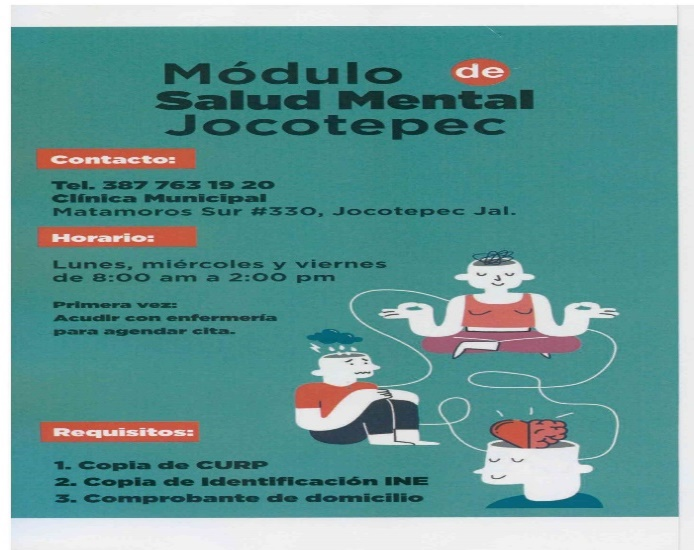 Módulo de
Salud Mental
Jocotepec
Contacto:
Tel. 387 763 19 20
Clínica Municipal
Matamoros Sur #330, Jocotepec Jal.
Horario:
Lunes, miércoles y viernes
de 8:00 am a 2:00 pm
Primera vez:
Acudir con enfermería
para agendar cita.
Requisitos:
1. Copia de CURP
2. Copia de Identificación INE
3. Comprobante de domicilio